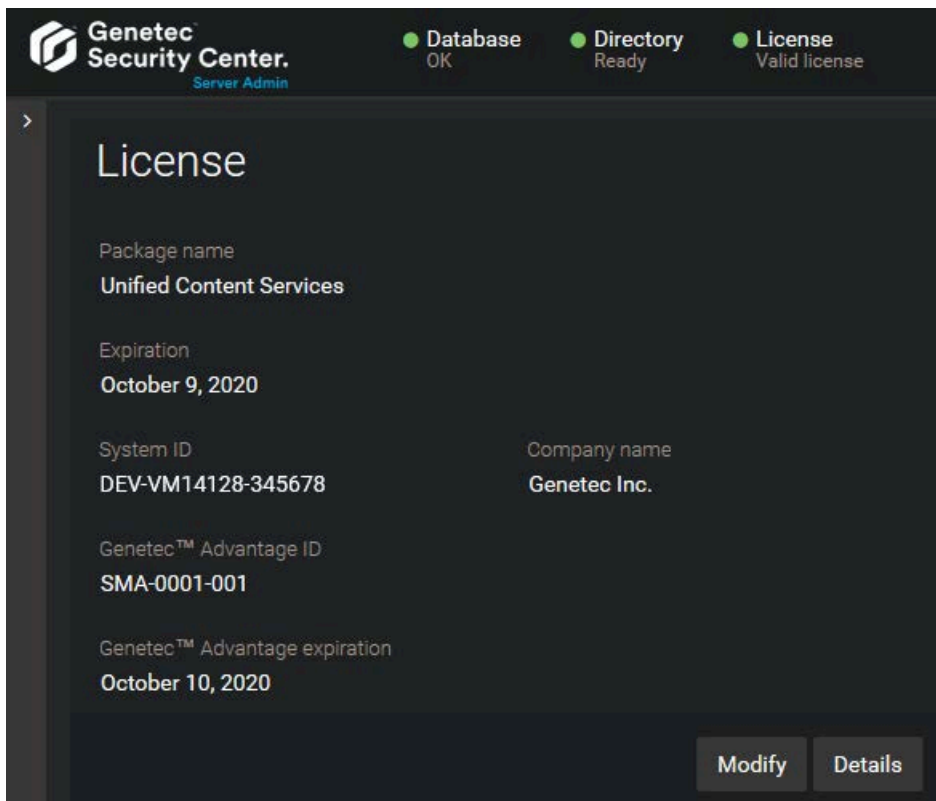 Genetec
Security Center.
Server Admin
Database
OK
Directory
Ready
License
Valid license
License
Package name
Unified Content Services
Expiration
October 9, 2020
System ID
DEV-VM14128-345678
Company name
Genetec Inc.
Genetec™ Advantage ID
SMA-0001-001
Genetec™ Advantage expiration
October 10, 2020
Modify
Details